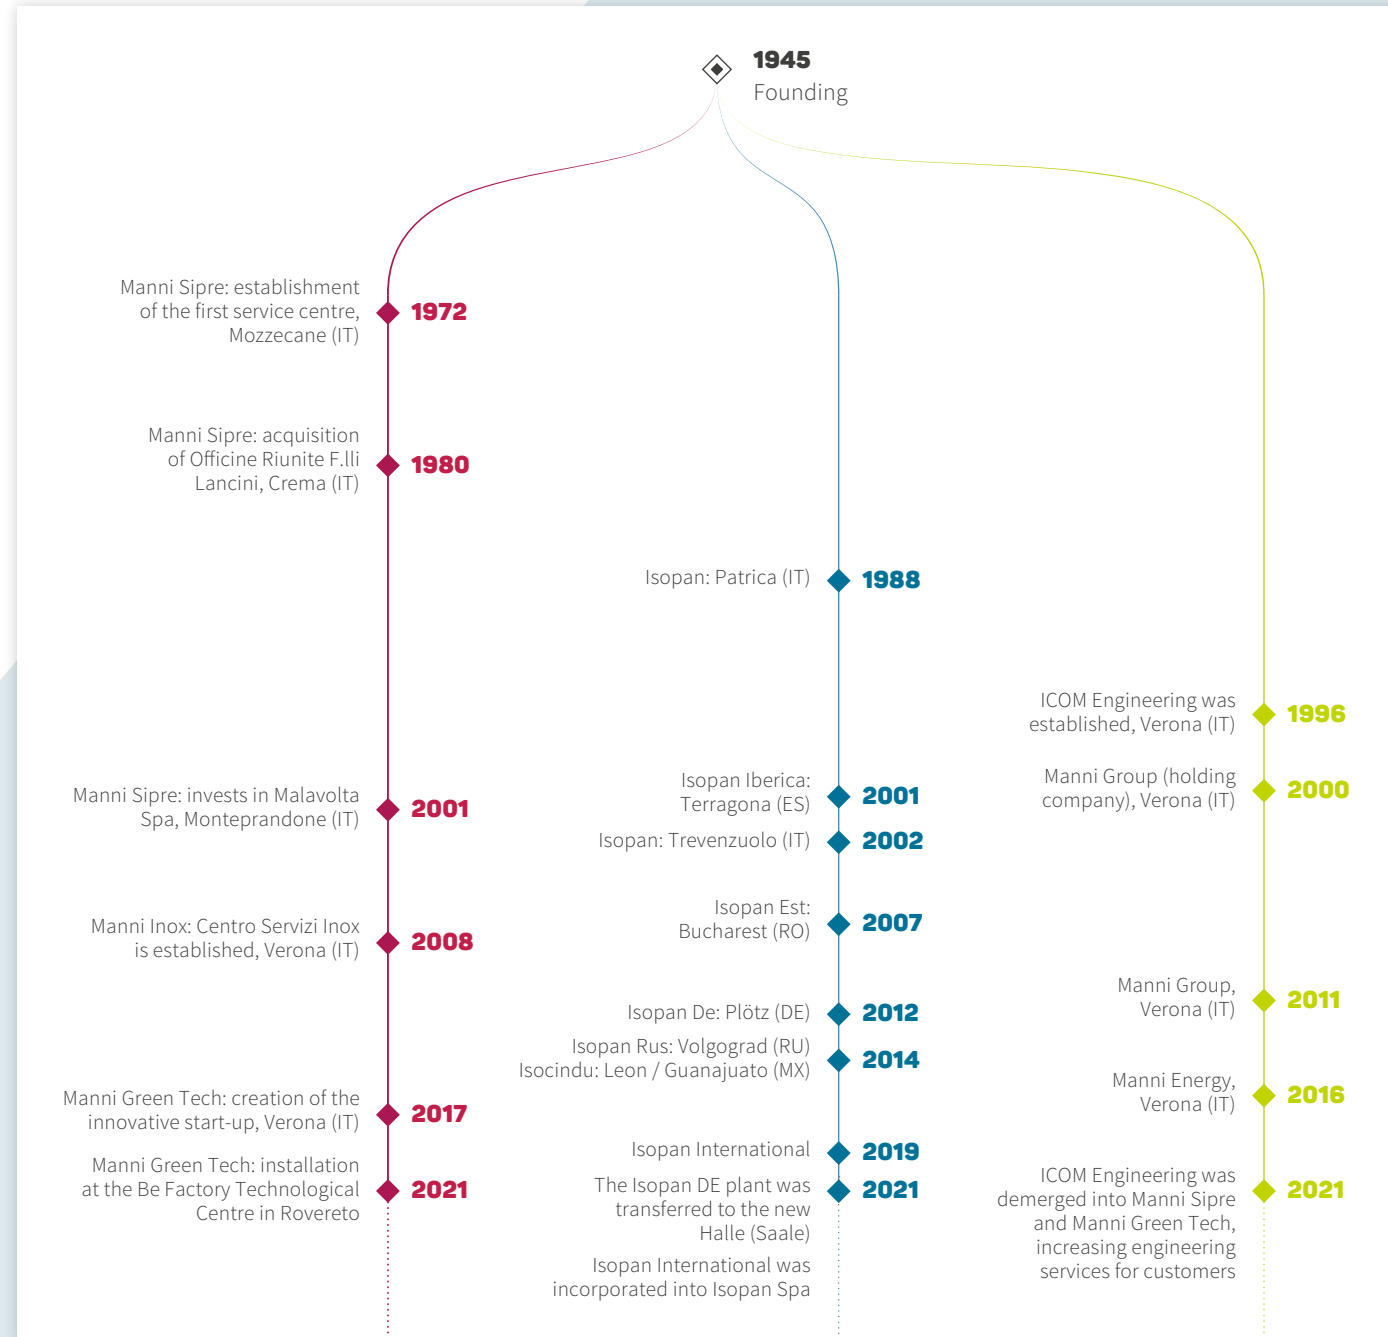 1945
Founding
Manni Sipre: establishment
of the first service centre,
Mozzecane (IT)
1972
Manni Sipre: acquisition
of Officine Riunite F.lli
Lancini, Crema (IT)
1980
Manni Sipre: invests in Malavolta
Spa, Monteprandone (IT)
2001
Manni Inox: Centro Servizi Inox
is established, Verona (IT)
2008
Manni Green Tech: creation of the
innovative start-up, Verona (IT)
2017
Manni Green Tech: installation
at the Be Factory Technological
Centre in Rovereto
2021
Isopan: Patrica (IT)
1988
Isopan Iberica:
Terragona (ES)
2001
Isopan: Trevenzuolo (IT)
2002
Isopan Est:
Bucharest (RO)
2007
Isopan De: Plötz (DE)
2012
Isopan Rus: Volgograd (RU)
Isocindu: Leon / Guanajuato (MX)
2014
Isopan International
2019
The Isopan DE plant was
transferred to the new
Halle (Saale)
2021
Isopan International was
incorporated into Isopan Spa
ICOM Engineering was
established, Verona (IT)
1996
Manni Group (holding
company), Verona (IT)
2000
Manni Group,
Verona (IT)
2011
Manni Energy,
Verona (IT)
2016
ICOM Engineering was
demerged into Manni Sipre
and Manni Green Tech,
increasing engineering
services for customers
2021